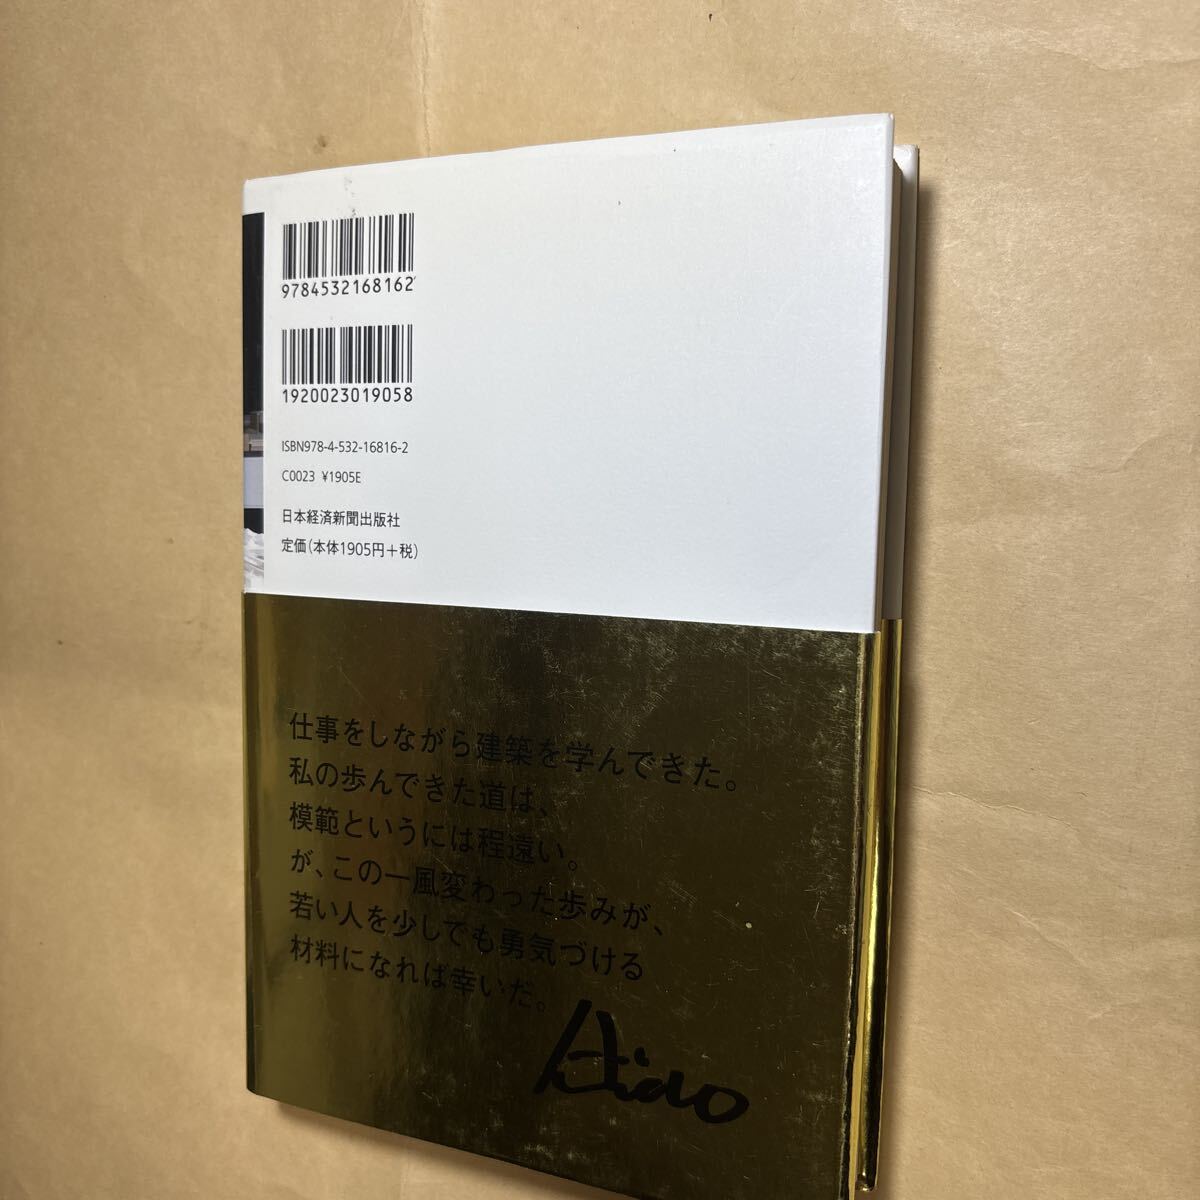 9784532168162
1920023019058
ISBN978-4-532-16816-2
C0023 ¥1905E
日本経済新聞出版社
定価(本体1905円+税)
仕事をしながら建築を学んできた。
私の歩んできた道は、
模範というには程遠い。
が、この一風変わった歩みが、
若い人を少しでも勇気づける
材料になれば幸いだ。